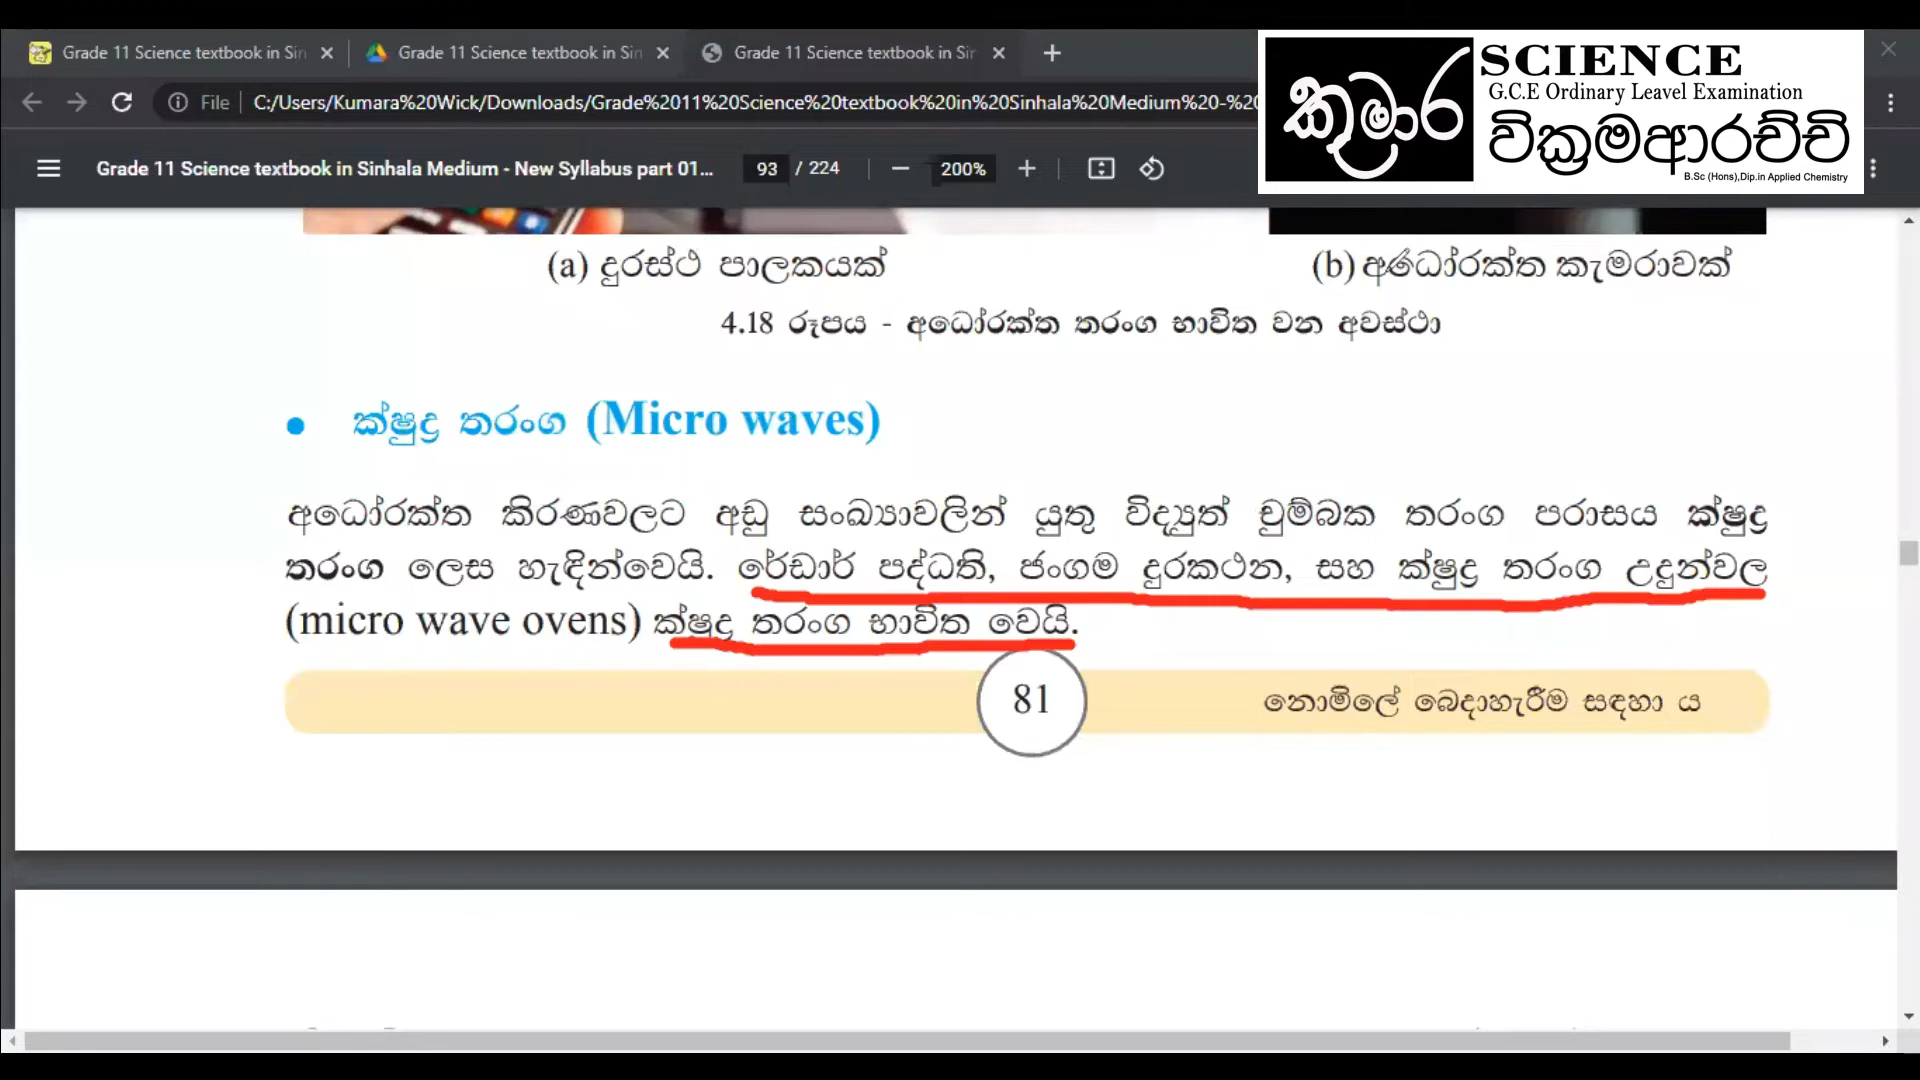 Grade 11 Science textbook in Sin
Grade 11 Science textbook in Sin
Grade 11 Science textbook in Sir
File
C:/Users/Kumara%20Wick/Downloads/Grade%2011%20Science%20textbook%20in%20Sinhala%20Medium%20-%20
Grade 11 Science textbook in Sinhala Medium - New Syllabus part 01...
93 / 224
200%
කුමාර
SCIENCE
G.C.E Ordinary Leavel Examination
වික්‍රමආරච්චි
B.Sc (Hons),Dip.in Applied Chemistry
(a) දුරස්ථ පාලකයක්
(b) අධෝරක්ත කැමරාවක්
4.18 රූපය - අධෝරක්ත තරංග භාවිත වන අවස්ථා
• ක්ෂුද්‍ර තරංග (Micro waves)
අධෝරක්ත කිරණවලට අඩු සංඛ්‍යාවලින් යුතු විද්‍යුත් චුම්බක තරංග පරාසය ක්ෂුද්‍ර
තරංග ලෙස හැඳින්වෙයි. රේඩාර් පද්ධති, ජංගම දුරකථන, සහ ක්ෂුද්‍ර තරංග උදුන්වල
(micro wave ovens) ක්ෂුද්‍ර තරංග භාවිත වෙයි.
81
නොමිලේ බෙදාහැරීම සඳහා ය